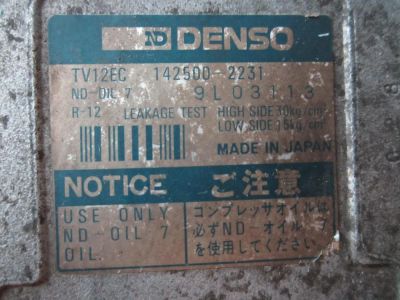 ND DENSO
TV12EC 142500-2231
ND-OIL 7 9L03113
R-12 LEAKAGE TEST HIGH SIDE 30kg/cm²
LOW SIDE 15kg/cm²
MADE IN JAPAN
NOTICE ご注意
USE ONLY
ND-OIL 7
OIL.
コンプレッサオイルは
必ずND-オイル 7
を使用してください。